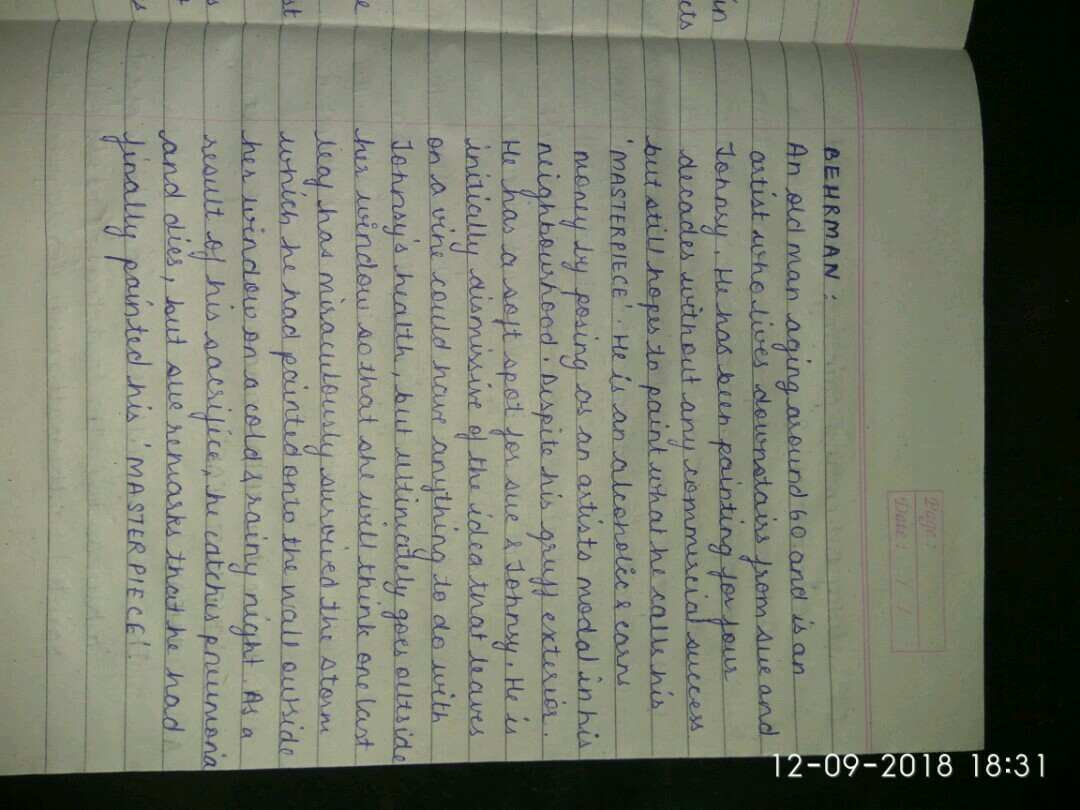 12-09-2018 18:31
Page :
Date : / /
BEHRMAN :
An old man aging around 60 and is an
artist who lives downstairs from sue and
Johnsy. He has been painting for four
decades without any commercial success
but still hopes to paint what he calls his
'MASTERPIECE'. He is an alcoholic & earns
money by posing as an artists modal in his
neighbourhood. Despite his gruff exterior.
He has a soft spot for sue & Johnsy. He is
initially dismissive of the idea that leaves
on a vine could have anything to do with
Johnsy's health, but ultimately goes outside
her window so that she will think one last
leaf has miraculously survived the storm
which he had painted onto the wall outside
her window on a cold & rainy night. As a
result of his sacrifice, he catches pneumona
and dies, but sue remarks that he had
finally painted his 'MASTERPIECE'.
in
cts
e
st
s